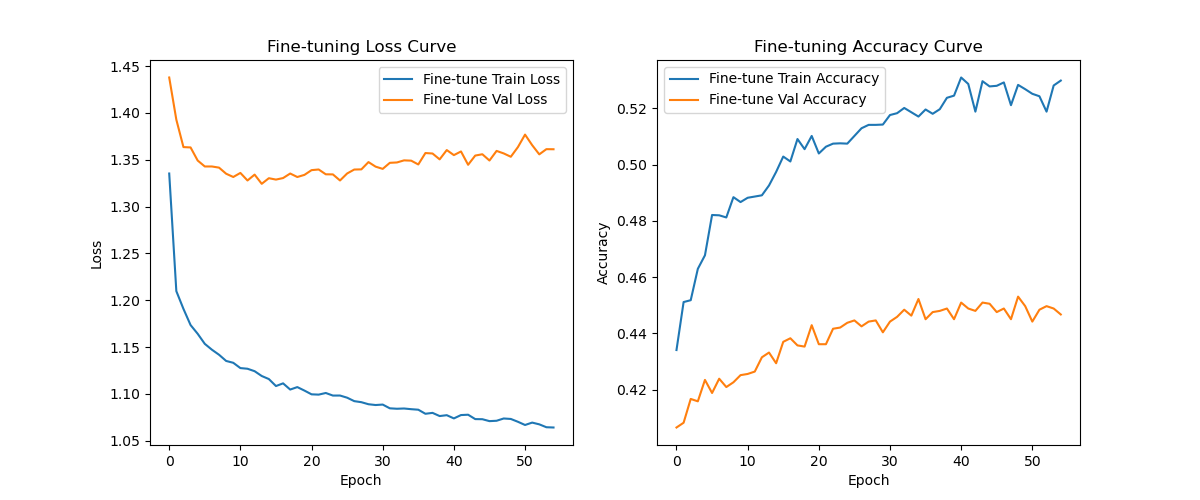 Fine-tuning Loss Curve
1.45
1.40
1.35
1.30
1.25
1.20
1.15
1.10
1.05
Loss
Fine-tune Train Loss
Fine-tune Val Loss
0 10 20 30 40 50
Epoch
Fine-tuning Accuracy Curve
0.52
0.50
0.48
0.46
0.44
0.42
Accuracy
Fine-tune Train Accuracy
Fine-tune Val Accuracy
0 10 20 30 40 50
Epoch